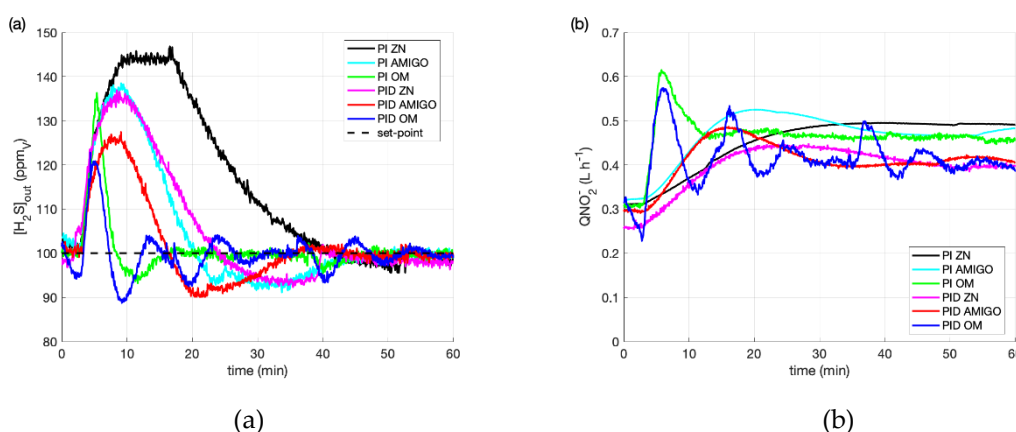 (a)
150
140
130
120
110
100
90
80
[H2S]out (ppmv)
0 10 20 30 40 50 60
time (min)
PI ZN
PI AMIGO
PI OM
PID ZN
PID AMIGO
PID OM
set-point
(a)
(b)
0.7
0.6
0.5
0.4
0.3
0.2
0.1
0
QNO2- (L h-1)
0 10 20 30 40 50 60
time (min)
PI ZN
PI AMIGO
PI OM
PID ZN
PID AMIGO
PID OM
(b)